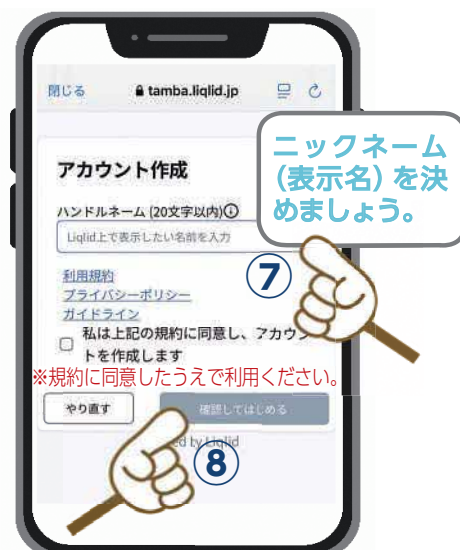 閉じる
tamba.liqlid.jp
アカウント作成
ニックネーム
(表示名)を決
めましょう。
ハンドルネーム (20文字以内)
Liqlid上で表示したい名前を入力
⑦
利用規約
プライバシーポリシー
ガイドライン
私は上記の規約に同意し、アカウン
トを作成します
※規約に同意したうえで利用ください。
やり直す
確認してはじめる
ed by Liqlid
⑧